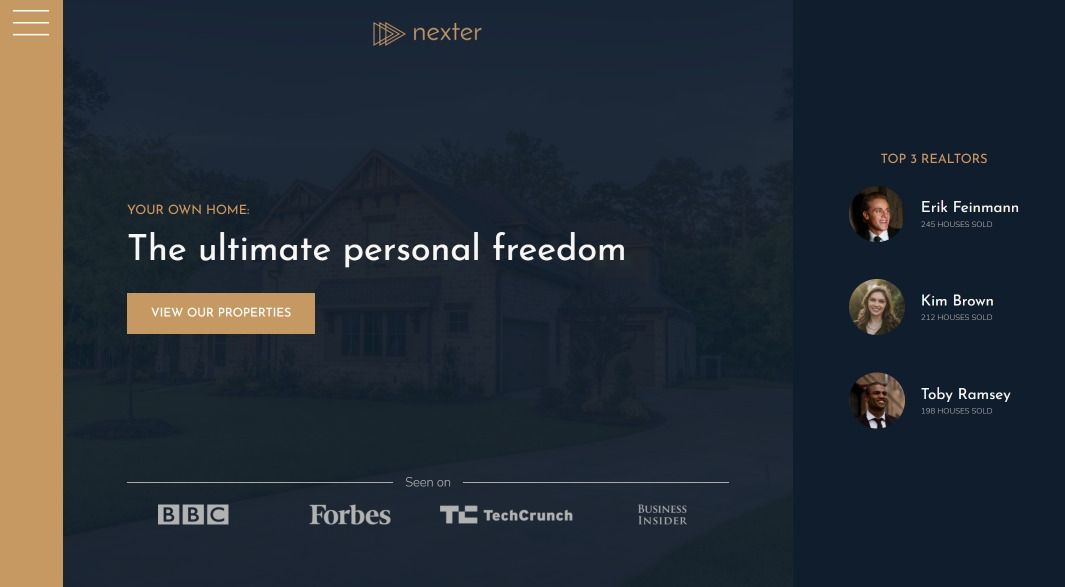 nexter
YOUR OWN HOME:
The ultimate personal freedom
VIEW OUR PROPERTIES
Seen on
BBC
Forbes
TC TechCrunch
BUSINESS
INSIDER
TOP 3 REALTORS
Erik Feinmann
245 HOUSES SOLD
Kim Brown
212 HOUSES SOLD
Toby Ramsey
198 HOUSES SOLD